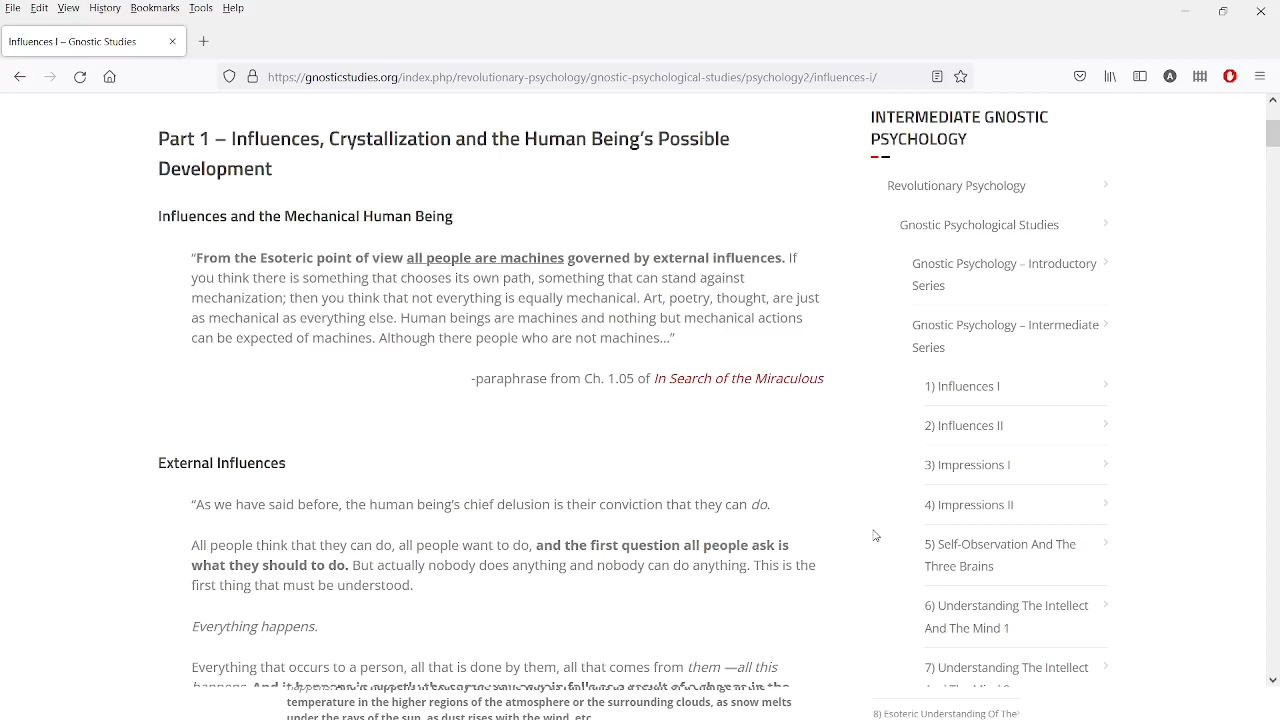 File Edit View History Bookmarks Tools Help
Influences I – Gnostic Studies
https://gnosticstudies.org/index.php/revolutionary-psychology/gnostic-psychological-studies/psychology2/influences-i/
Part 1 – Influences, Crystallization and the Human Being's Possible
Development
Influences and the Mechanical Human Being
“From the Esoteric point of view all people are machines governed by external influences. If
you think there is something that chooses its own path, something that can stand against
mechanization; then you think that not everything is equally mechanical. Art, poetry, thought, are just
as mechanical as everything else. Human beings are machines and nothing but mechanical actions
can be expected of machines. Although there people who are not machines...”
-paraphrase from Ch. 1.05 of In Search of the Miraculous
External Influences
“As we have said before, the human being's chief delusion is their conviction that they can do.
All people think that they can do, all people want to do, and the first question all people ask is
what they should to do. But actually nobody does anything and nobody can do anything. This is the
first thing that must be understood.
Everything happens.
Everything that occurs to a person, all that is done by them, all that comes from them —all this
temperature in the higher regions of the atmosphere or the surrounding clouds, as snow melts
under the rays of the sun, as dust rises with the wind, etc
INTERMEDIATE GNOSTIC
PSYCHOLOGY
Revolutionary Psychology
Gnostic Psychological Studies
Gnostic Psychology – Introductory
Series
Gnostic Psychology – Intermediate
Series
1) Influences I
2) Influences II
3) Impressions I
4) Impressions II
5) Self-Observation And The
Three Brains
6) Understanding The Intellect
And The Mind 1
7) Understanding The Intellect
8) Esoteric Understanding Of The